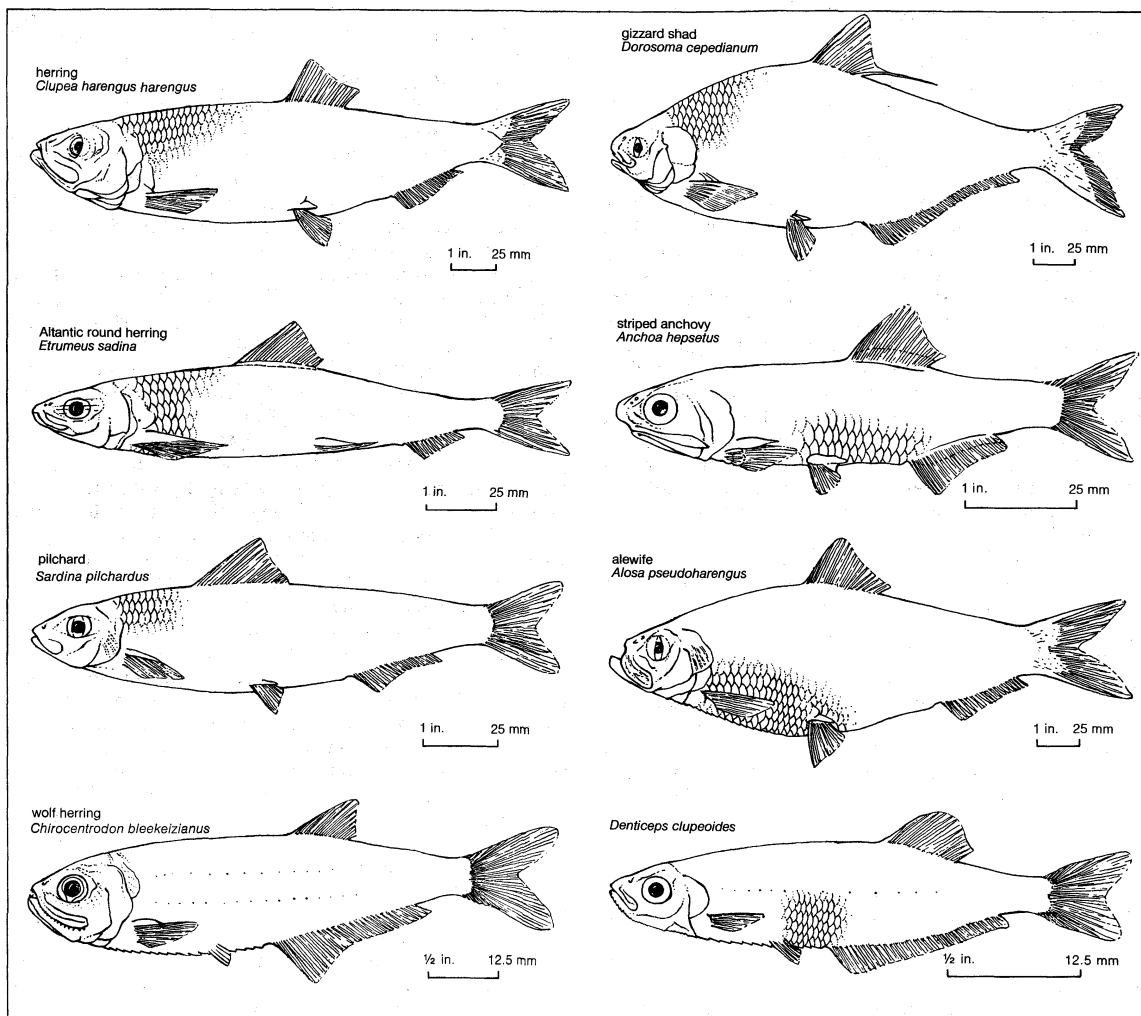 herring
Clupea harengus harengus
1 in. 25 mm
gizzard shad
Dorosoma cepedianum
1 in. 25 mm
Altantic round herring
Etrumeus sadina
1 in. 25 mm
striped anchovy
Anchoa hepsetus
1 in. 25 mm
pilchard
Sardina pilchardus
1 in. 25 mm
alewife
Alosa pseudoharengus
1 in. 25 mm
wolf herring
Chirocentrodon bleekeizianus
½ in. 12.5 mm
Denticeps clupeoides
½ in. 12.5 mm